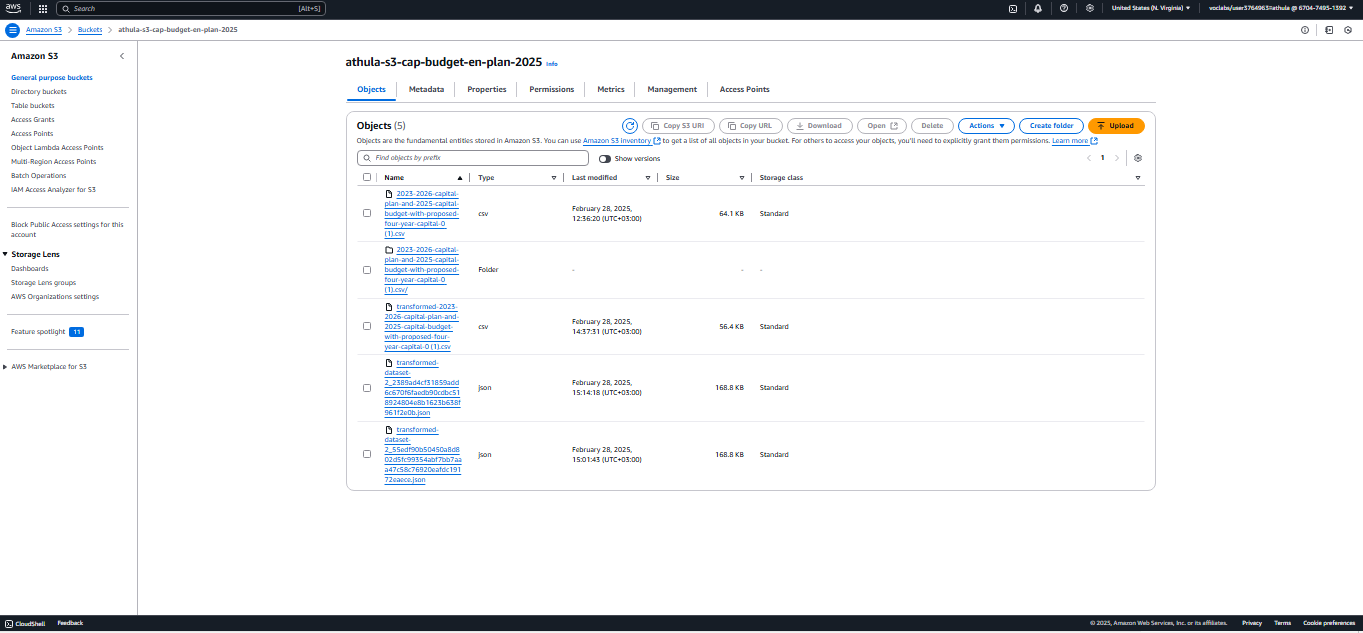 aws
Search
[Alt+S]
United States (N. Virginia)
voclabs/user3764963=athula @ 6704-7495-1392
Amazon S3
Buckets
athula-s3-cap-budget-en-plan-2025
Amazon S3
General purpose buckets
Directory buckets
Table buckets
Access Grants
Access Points
Object Lambda Access Points
Multi-Region Access Points
Batch Operations
IAM Access Analyzer for S3
Block Public Access settings for this
account
Storage Lens
Dashboards
Storage Lens groups
AWS Organizations settings
Feature spotlight 11
AWS Marketplace for S3
athula-s3-cap-budget-en-plan-2025 Info
Objects
Metadata
Properties
Permissions
Metrics
Management
Access Points
Objects (5)
Copy S3 URI
Copy URL
Download
Open
Delete
Actions
Create folder
Upload
Objects are the fundamental entities stored in Amazon S3. You can use Amazon S3 inventory to get a list of all objects in your bucket. For others to access your objects, you'll need to explicitly grant them permissions. Learn more
Find objects by prefix
Show versions
1
Name
Type
Last modified
Size
Storage class
2023-2026-capital-
plan-and-2025-capital-
budget-with-proposed-
four-year-capital-0
(1).csv
csv
February 28, 2025,
12:36:20 (UTC+03:00)
64.1 KB
Standard
2023-2026-capital-
plan-and-2025-capital-
budget-with-proposed-
four-year-capital-0
(1).csv/
Folder
-
-
-
transformed-2023-
2026-capital-plan-and-
2025-capital-budget-
with-proposed-four-
year-capital-0 (1).csv
csv
February 28, 2025,
14:37:31 (UTC+03:00)
56.4 KB
Standard
transformed-
dataset-
2_2389ad4cf31859add
6c670f6faedb90cdbc51
8924804e8b1623b638f
961f2e0b.json
json
February 28, 2025,
15:14:18 (UTC+03:00)
168.8 KB
Standard
transformed-
dataset-
2_55edf90b50450a8d8
02d5fc99354abf7bb7aa
a47c58c76920eafdc191
72eaece.json
json
February 28, 2025,
15:01:43 (UTC+03:00)
168.8 KB
Standard
CloudShell
Feedback
© 2025, Amazon Web Services, Inc. or its affiliates.
Privacy
Terms
Cookie preferences